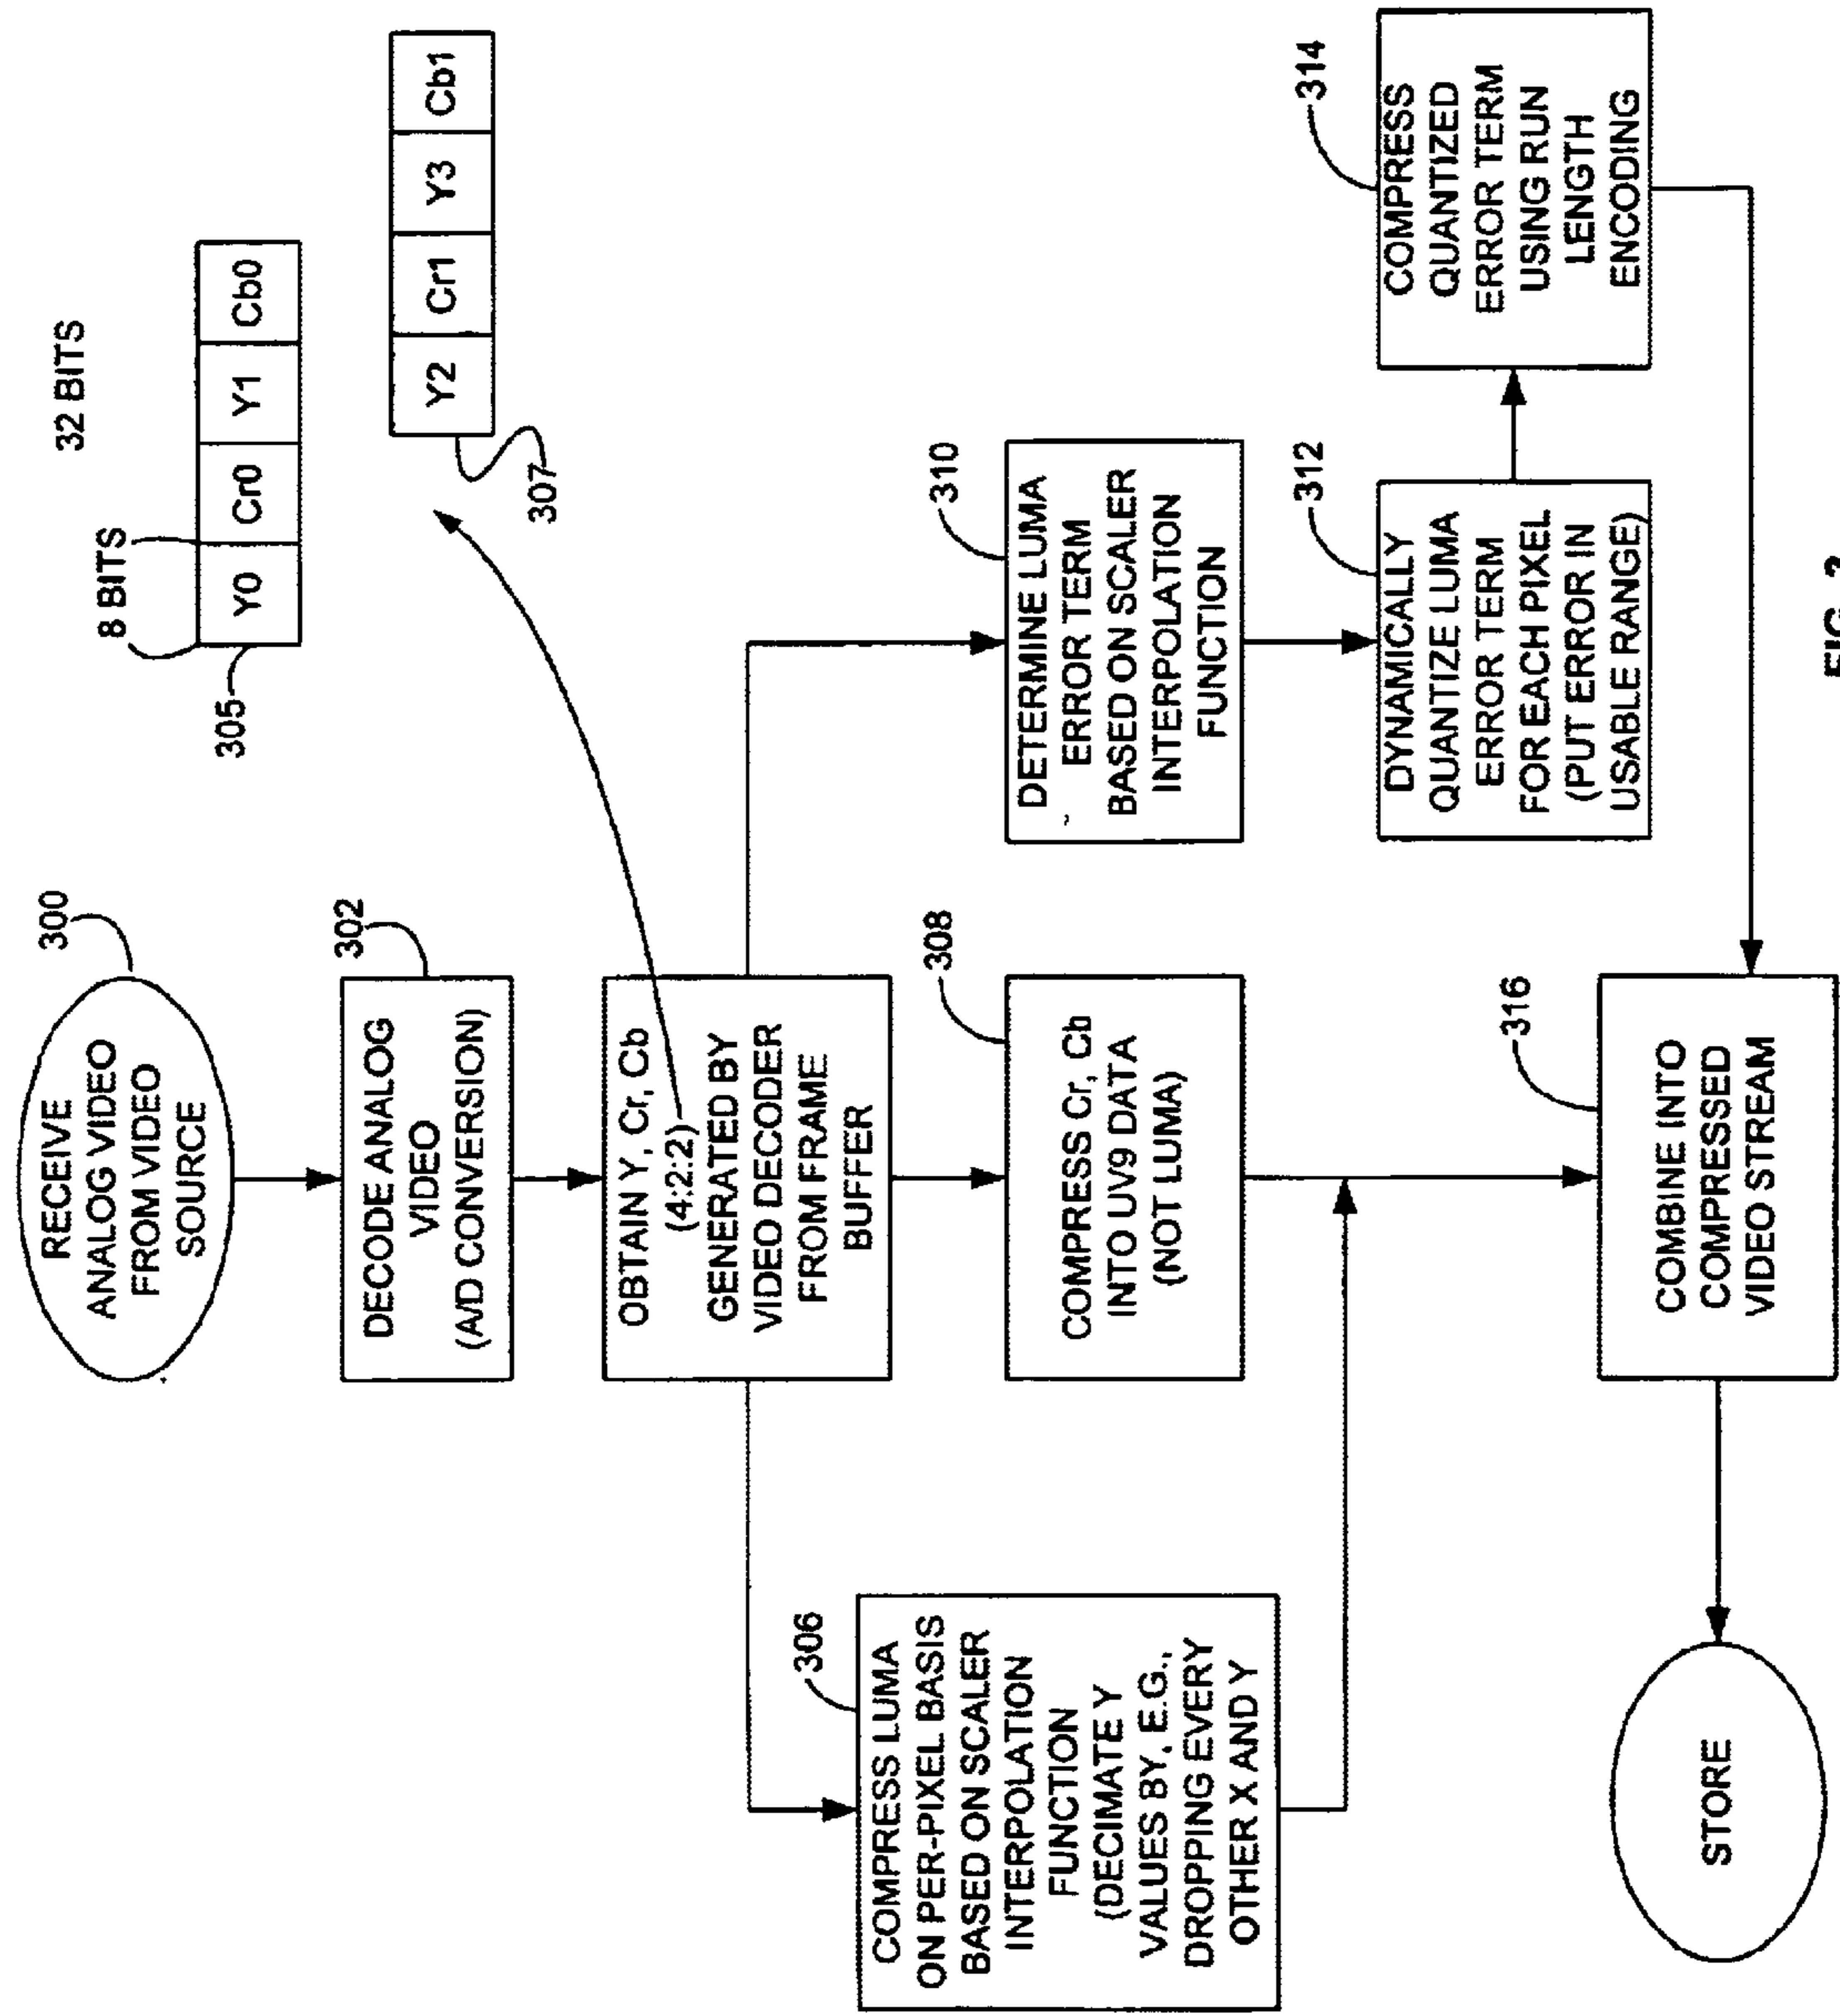 300
RECEIVE
ANALOG VIDEO
FROM VIDEO
SOURCE
302
DECODE ANALOG
VIDEO
(A/D CONVERSION)
OBTAIN Y, Cr, Cb
(4:2:2)
GENERATED BY
VIDEO DECODER
FROM FRAME
BUFFER
8 BITS
32 BITS
305
Y0
Cr0
Y1
Cb0
307
Y2
Cr1
Y3
Cb1
306
COMPRESS LUMA
ON PER-PIXEL BASIS
BASED ON SCALER
INTERPOLATION
FUNCTION
(DECIMATE Y
VALUES BY, E.G.,
DROPPING EVERY
OTHER X AND Y
308
COMPRESS Cr, Cb
INTO UV9 DATA
(NOT LUMA)
310
DETERMINE LUMA
ERROR TERM
BASED ON SCALER
INTERPOLATION
FUNCTION
312
DYNAMICALLY
QUANTIZE LUMA
ERROR TERM
FOR EACH PIXEL
(PUT ERROR IN
USABLE RANGE)
314
COMPRESS
QUANTIZED
ERROR TERM
USING RUN
LENGTH
ENCODING
316
COMBINE INTO
COMPRESSED
VIDEO STREAM
STORE
FIG.